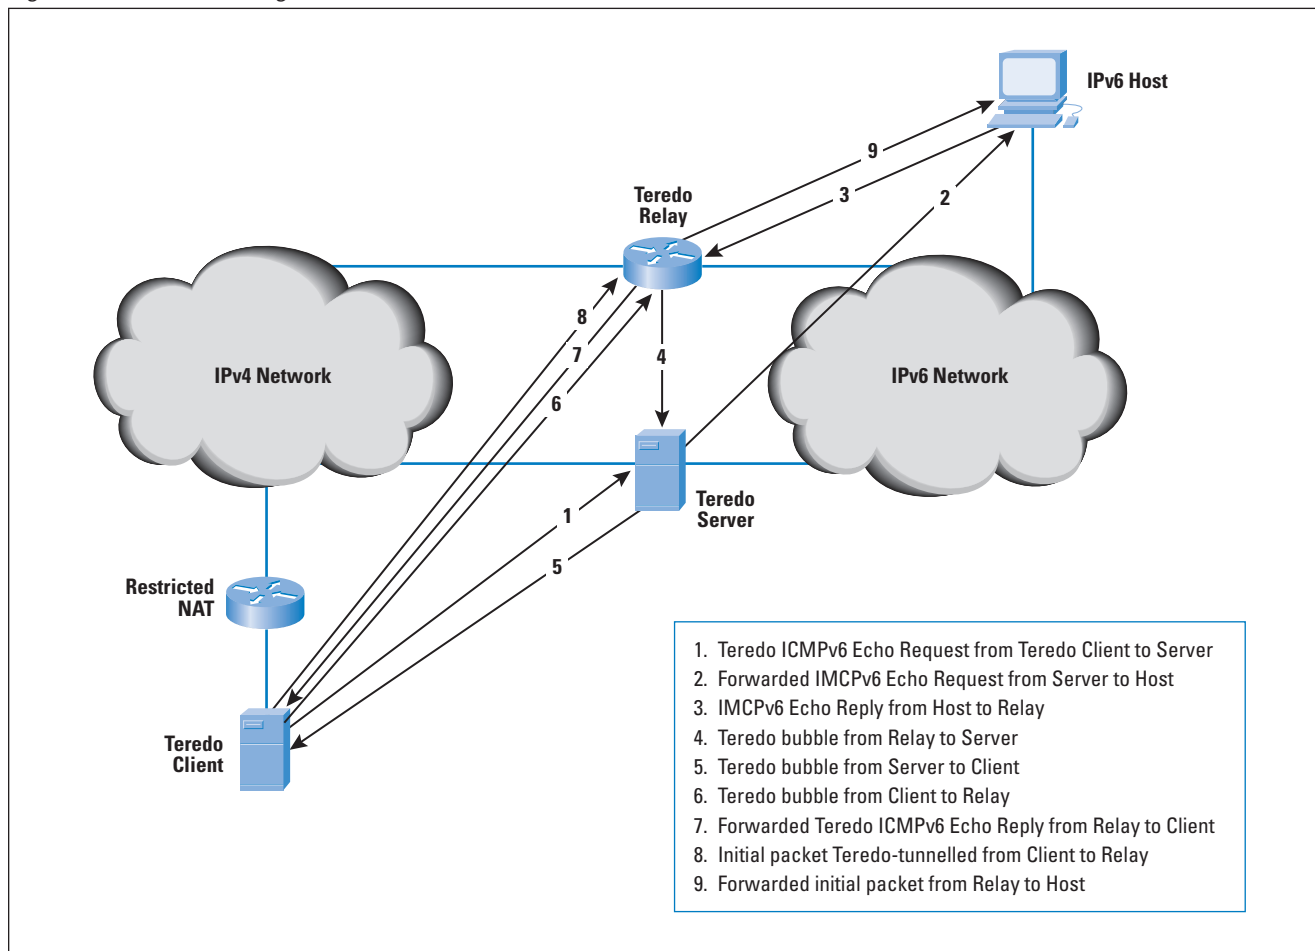 IPv6 Host
9
3
2
Teredo
Relay
8
7
6
4
IPv4 Network
IPv6 Network
Teredo
Server
1
5
Restricted
NAT
Teredo
Client
1. Teredo ICMPv6 Echo Request from Teredo Client to Server
2. Forwarded IMCPv6 Echo Request from Server to Host
3. IMCPv6 Echo Reply from Host to Relay
4. Teredo bubble from Relay to Server
5. Teredo bubble from Server to Client
6. Teredo bubble from Client to Relay
7. Forwarded Teredo ICMPv6 Echo Reply from Relay to Client
8. Initial packet Teredo-tunnelled from Client to Relay
9. Forwarded initial packet from Relay to Host